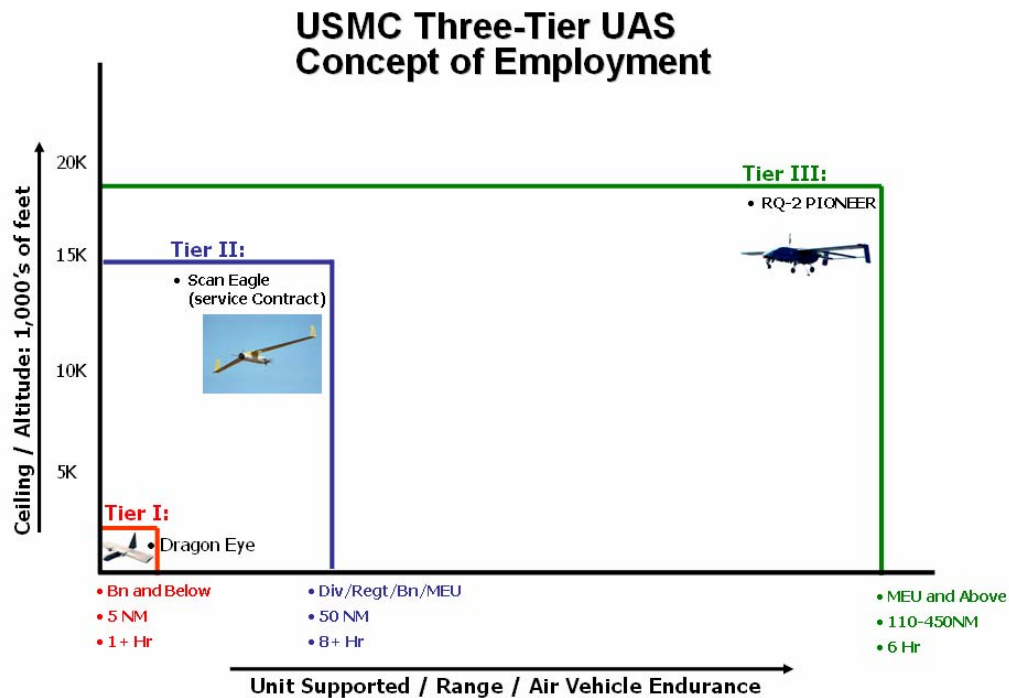 USMC Three-Tier UAS
Concept of Employment
Ceiling / Altitude: 1,000's of feet
20K
15K
10K
5K
Tier III:
• RQ-2 PIONEER
Tier II:
• Scan Eagle
(service Contract)
Tier I:
• Dragon Eye
• Bn and Below
• 5 NM
• 1+ Hr
• Div/Regt/Bn/MEU
• 50 NM
• 8+ Hr
• MEU and Above
• 110-450NM
• 6 Hr
Unit Supported / Range / Air Vehicle Endurance